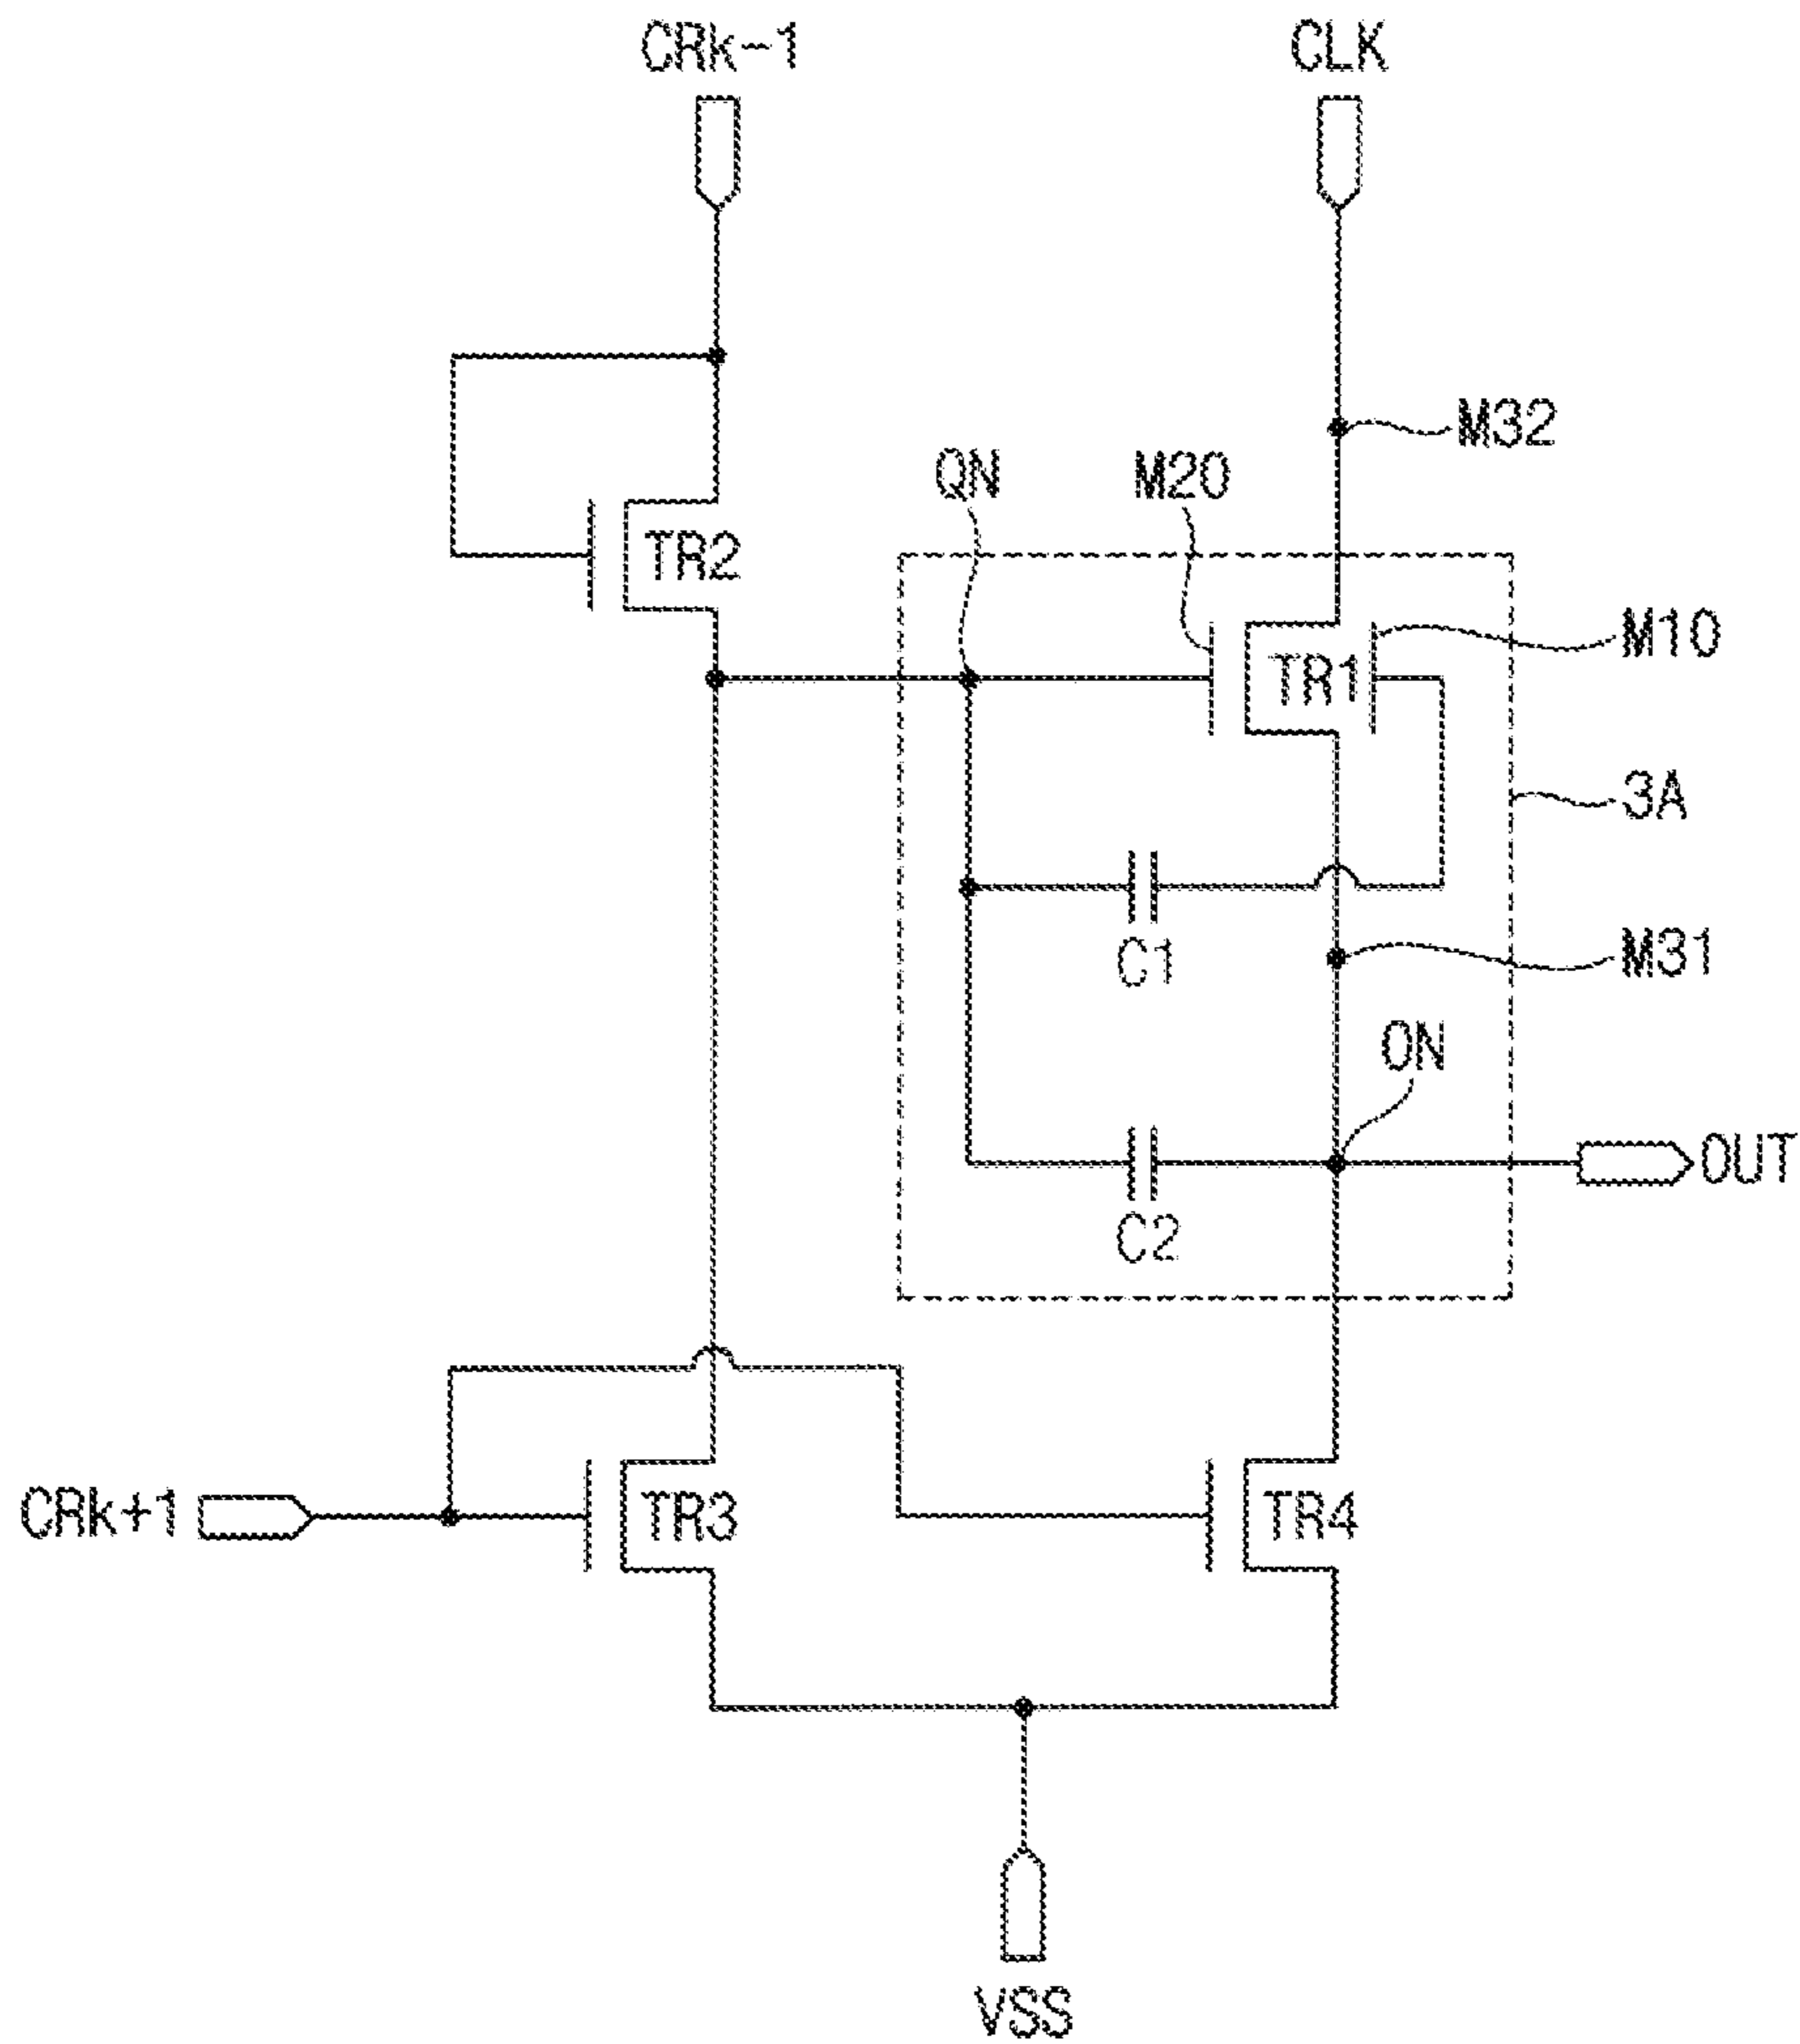 CRk-1
CLK
M32
QN
M20
TR2
M10
TR1
3A
C1
M31
ON
OUT
C2
CRk+1
TR3
TR4
VSS